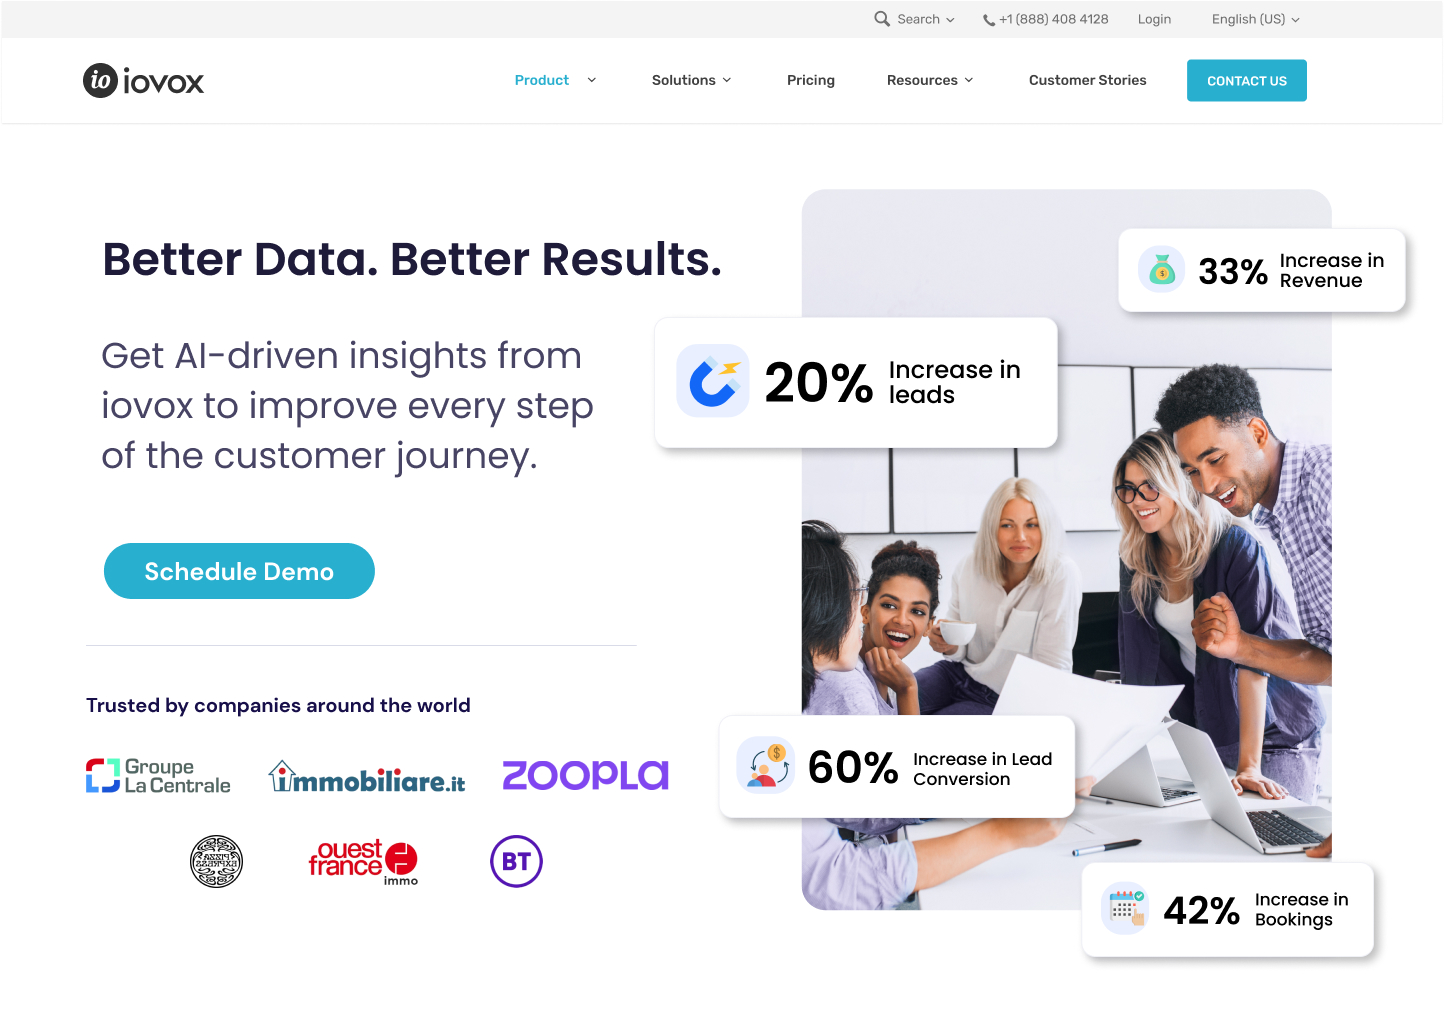 Search
+1 (888) 408 4128
Login
English (US)
io iovox
Product
Solutions
Pricing
Resources
Customer Stories
CONTACT US
Better Data. Better Results.
Get AI-driven insights from
iovox to improve every step
of the customer journey.
Schedule Demo
33%
Increase in
Revenue
20%
Increase in
leads
60%
Increase in Lead
Conversion
42%
Increase in
Bookings
Trusted by companies around the world
Groupe
La Centrale
immobiliare.it
ZOOPLA
PIZZA
EXPRESS
ouest
france
immo
BT